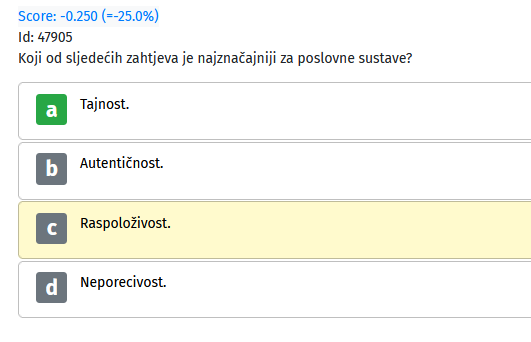 Score: -0.250 (=-25.0%)
Id: 47905
Koji od sljedećih zahtjeva je najznačajniji za poslovne sustave?
a Tajnost.
b Autentičnost.
c Raspoloživost.
d Neporecivost.